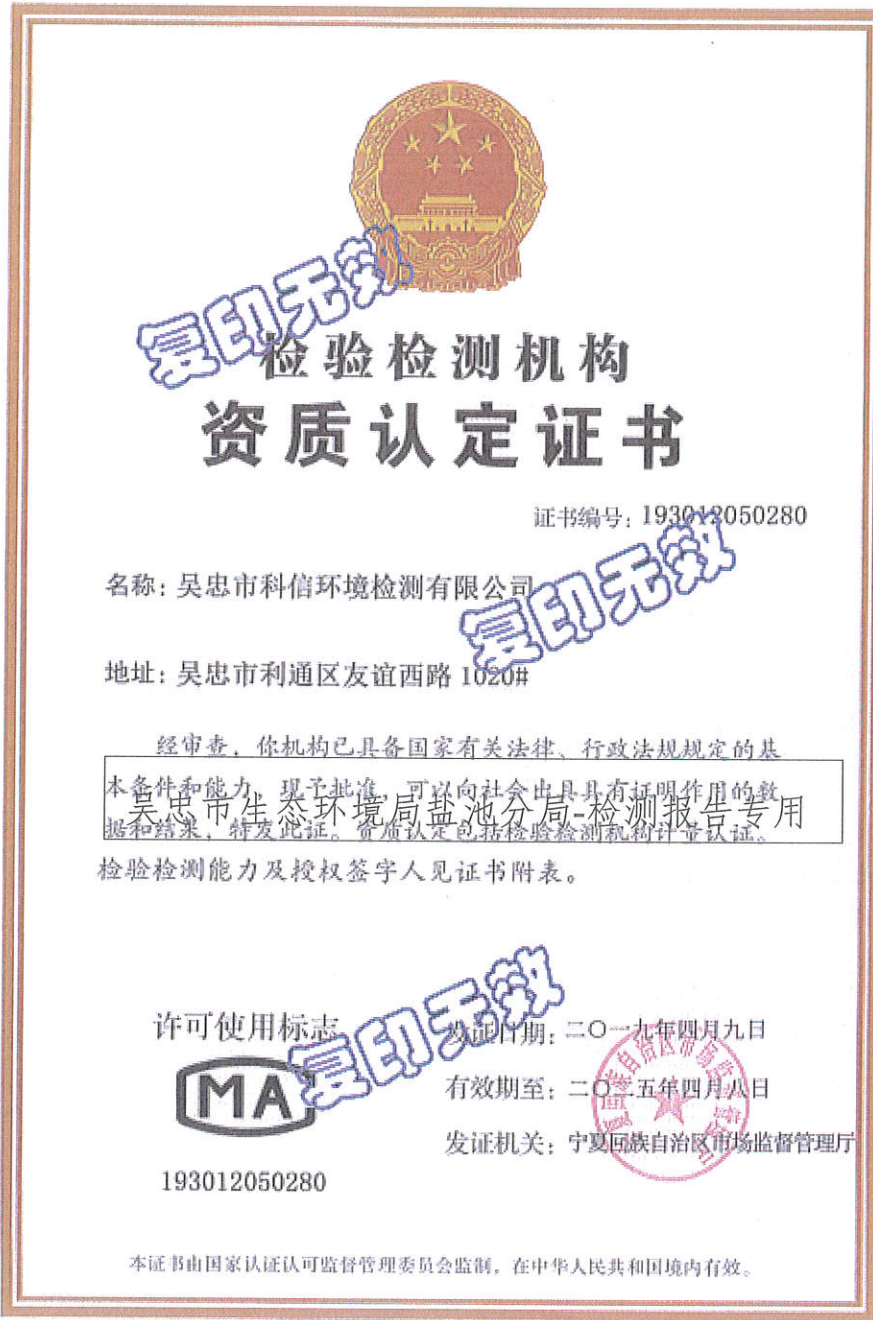 复印无效
检验检测机构
资质认定证书
证书编号：193012050280
名称：吴忠市科信环境检测有限公司
复印无效
地址：吴忠市利通区友谊西路 1020#
经审查，你机构已具备国家有关法律、行政法规规定的基
本条件和能力，现予批准，可以向社会出具具有证明作用的数
吴忠市生态环境局盐池分局-检测报告专用
据和结果，特发此证。资质认定包括检验检测机构计量认证。
检验检测能力及授权签字人见证书附表。
复印无效
许可使用标志
发证日期：二〇一九年四月九日
MA
有效期至：二〇二五年四月八日
发证机关：宁夏回族自治区市场监督管理厅
193012050280
本证书由国家认证认可监督管理委员会监制，在中华人民共和国境内有效。